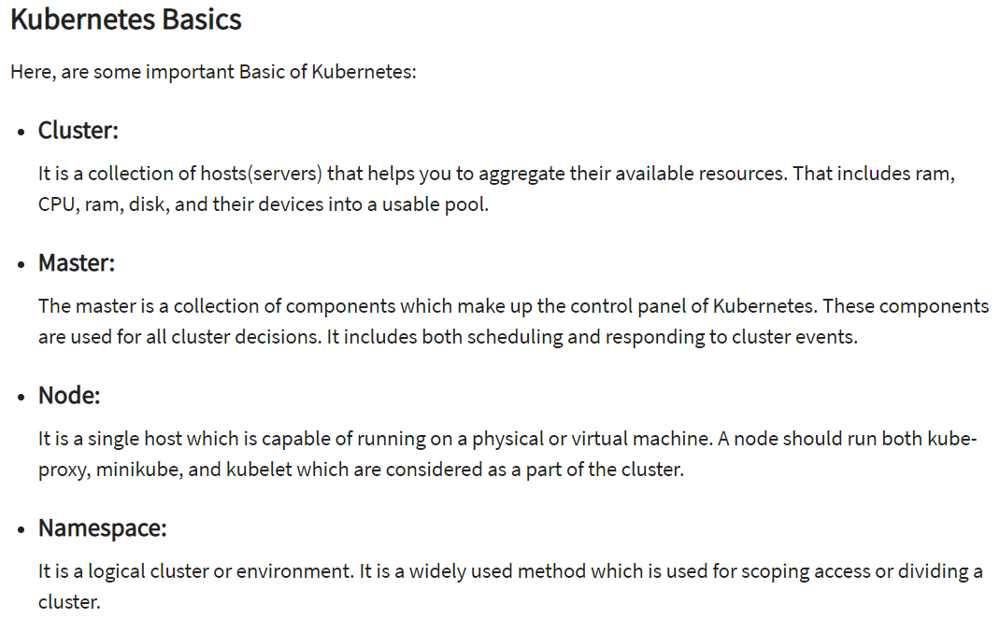 Kubernetes Basics
Here, are some important Basic of Kubernetes:
• Cluster:
It is a collection of hosts(servers) that helps you to aggregate their available resources. That includes ram,
CPU, ram, disk, and their devices into a usable pool.
• Master:
The master is a collection of components which make up the control panel of Kubernetes. These components
are used for all cluster decisions. It includes both scheduling and responding to cluster events.
• Node:
It is a single host which is capable of running on a physical or virtual machine. A node should run both kube-
proxy, minikube, and kubelet which are considered as a part of the cluster.
• Namespace:
It is a logical cluster or environment. It is a widely used method which is used for scoping access or dividing a
cluster.